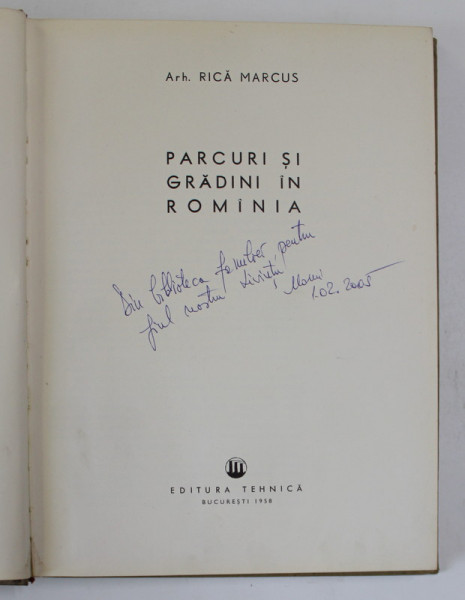 Arh. RICĂ MARCUS
PARCURI ȘI
GRĂDINI ÎN
ROMÎNIA
Din biblioteca familiei pentru
fiul nostru
1.02.2005
EDITURA TEHNICĂ
BUCUREȘTI 1958